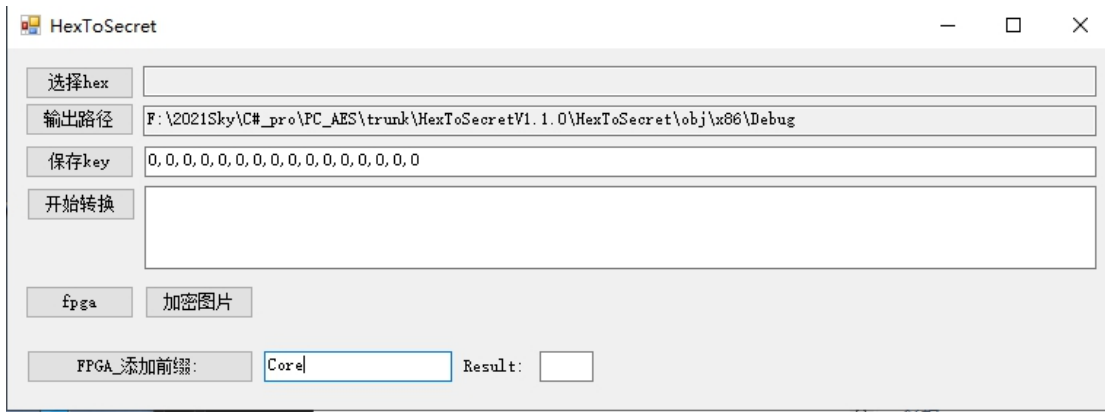 HexToSecret
选择hex
输出路径 F:\2021Sky\C#_pro\PC_AES\trunk\HexToSecretV1.1.0\HexToSecret\obj\x86\Debug
保存key 0,0,0,0,0,0,0,0,0,0,0,0,0,0,0,0
开始转换
fpga 加密图片
FPGA_添加前缀: Core Result: